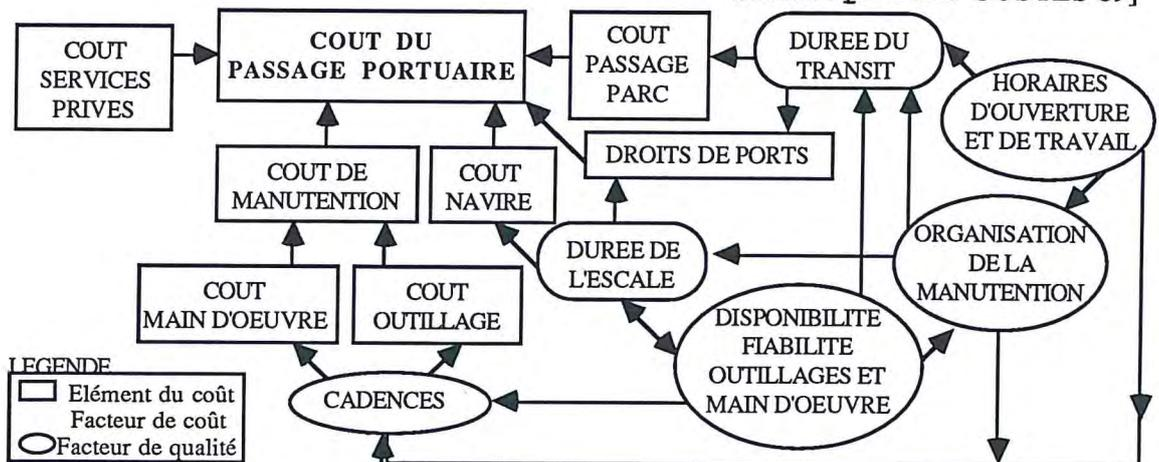 COUT
SERVICES
PRIVES
COUT DU
PASSAGE PORTUAIRE
COUT
PASSAGE
PARC
DUREE DU
TRANSIT
HORAIRES
D'OUVERTURE
ET DE TRAVAIL
DROITS DE PORTS
COUT DE
MANUTENTION
COUT
NAVIRE
DUREE DE
L'ESCALE
ORGANISATION
DE LA
MANUTENTION
COUT
MAIN D'OEUVRE
COUT
OUTILLAGE
DISPONIBILITE
FIABILITE
OUTILLAGES ET
MAIN D'OEUVRE
CADENCES
LEGENDE
Elément du coût
Facteur de coût
Facteur de qualité